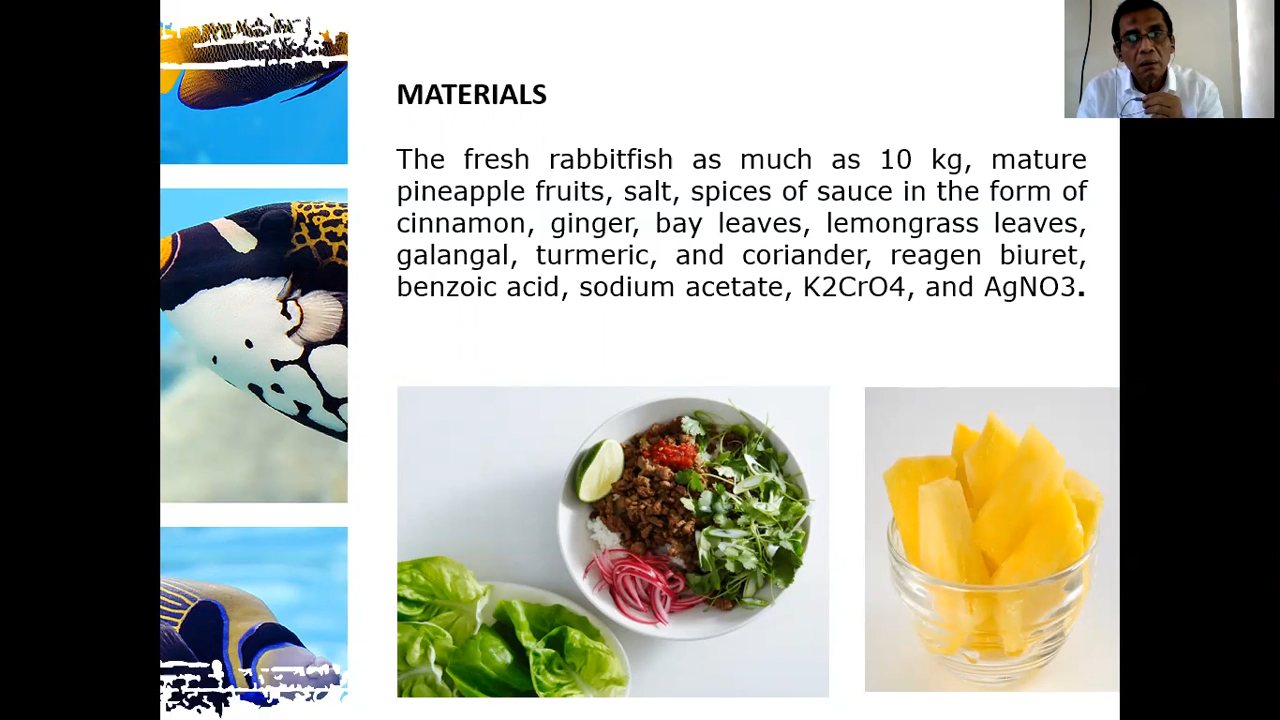 MATERIALS
The fresh rabbitfish as much as 10 kg, mature
pineapple fruits, salt, spices of sauce in the form of
cinnamon, ginger, bay leaves, lemongrass leaves,
galangal, turmeric, and coriander, reagen biuret,
benzoic acid, sodium acetate, K2CrO4, and AgNO3.